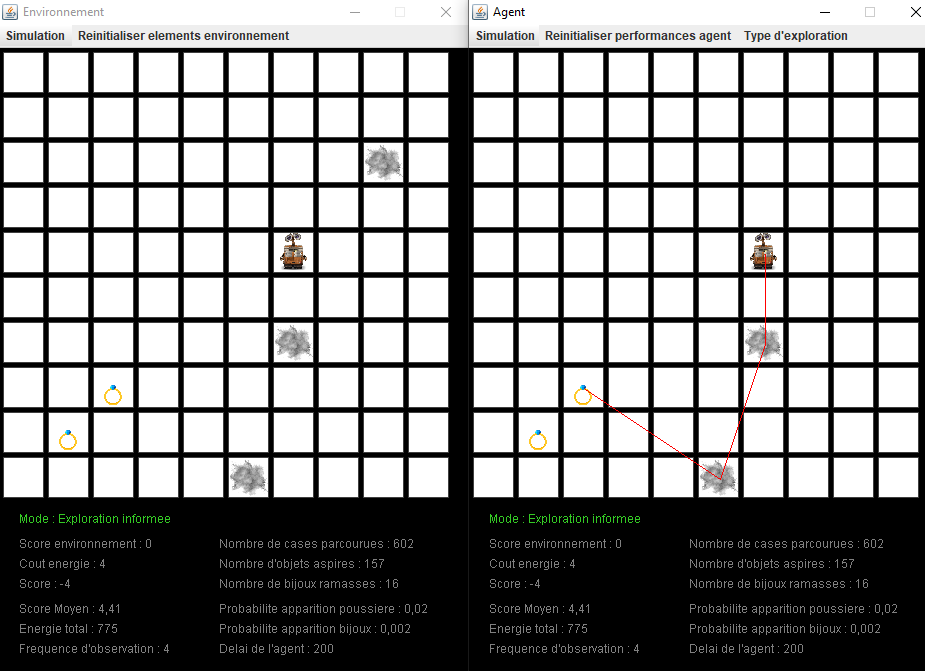 Environnement
Simulation Reinitialiser elements environnement
Mode : Exploration informee
Score environnement : 0 Nombre de cases parcourues : 602
Cout energie : 4 Nombre d'objets aspires : 157
Score : -4 Nombre de bijoux ramasses : 16
Score Moyen : 4,41 Probabilite apparition poussiere : 0,02
Energie total : 775 Probabilite apparition bijoux : 0,002
Frequence d'observation : 4 Delai de l'agent : 200
Agent
Simulation Reinitialiser performances agent Type d'exploration
Mode : Exploration informee
Score environnement : 0 Nombre de cases parcourues : 602
Cout energie : 4 Nombre d'objets aspires : 157
Score : -4 Nombre de bijoux ramasses : 16
Score Moyen : 4,41 Probabilite apparition poussiere : 0,02
Energie total : 775 Probabilite apparition bijoux : 0,002
Frequence d'observation : 4 Delai de l'agent : 200